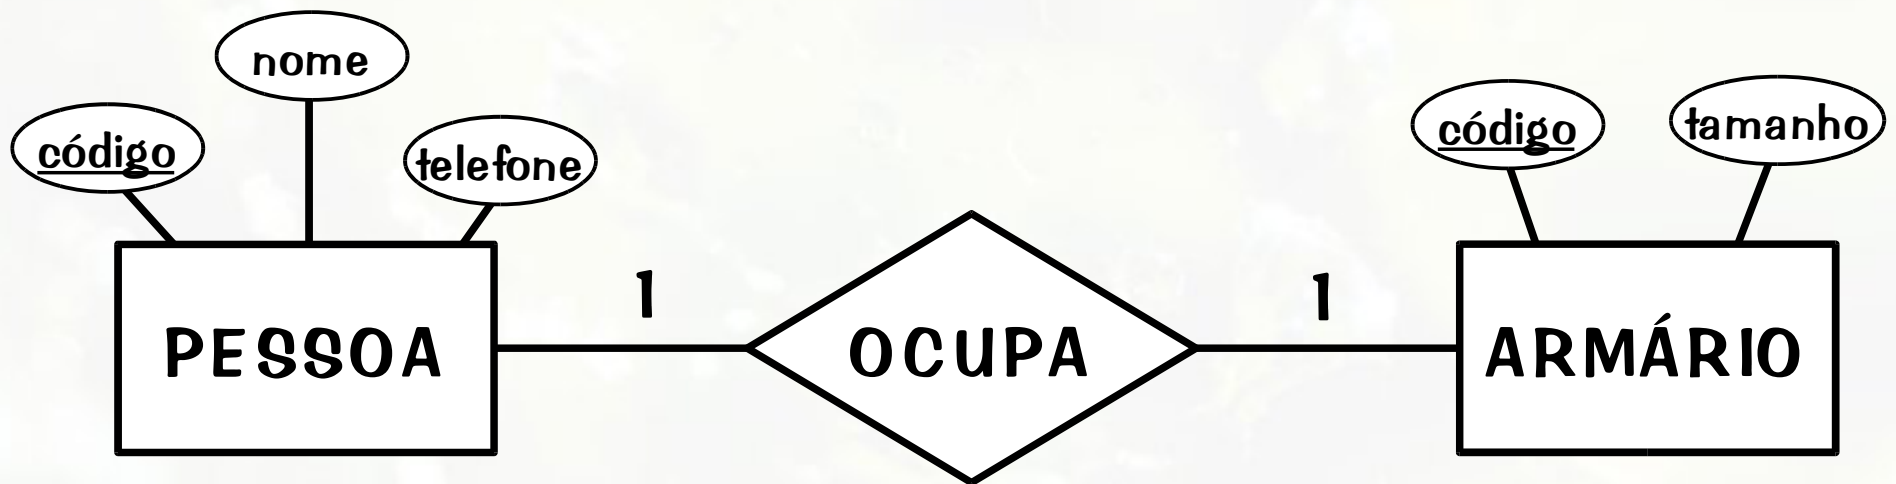 nome
código
telefone
código
tamanho
1
1
PESSOA
OCUPA
ARMÁRIO